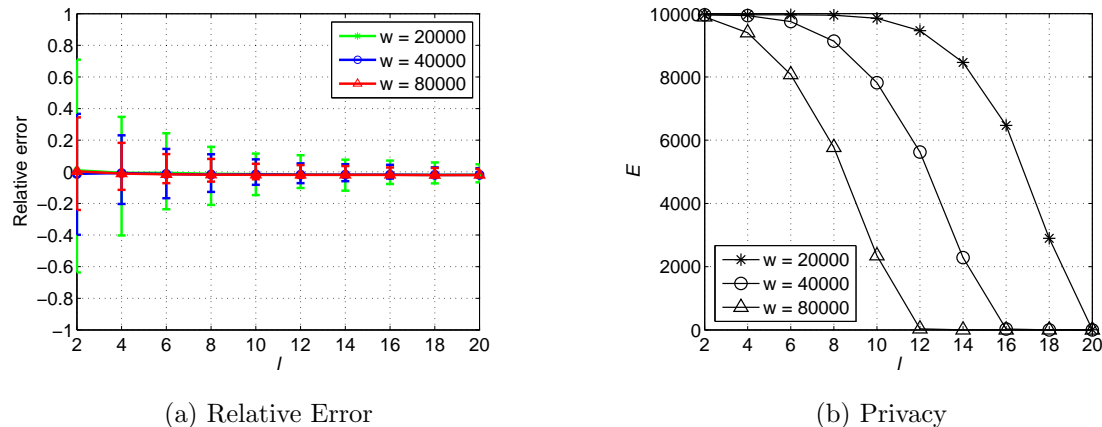 1
0.8
0.6
0.4
0.2
0
−0.2
−0.4
−0.6
−0.8
−1
Relative error
2 4 6 8 10 12 14 16 18 20
l
w = 20000
w = 40000
w = 80000
(a) Relative Error
10000
8000
6000
4000
2000
0
E
2 4 6 8 10 12 14 16 18 20
l
w = 20000
w = 40000
w = 80000
(b) Privacy